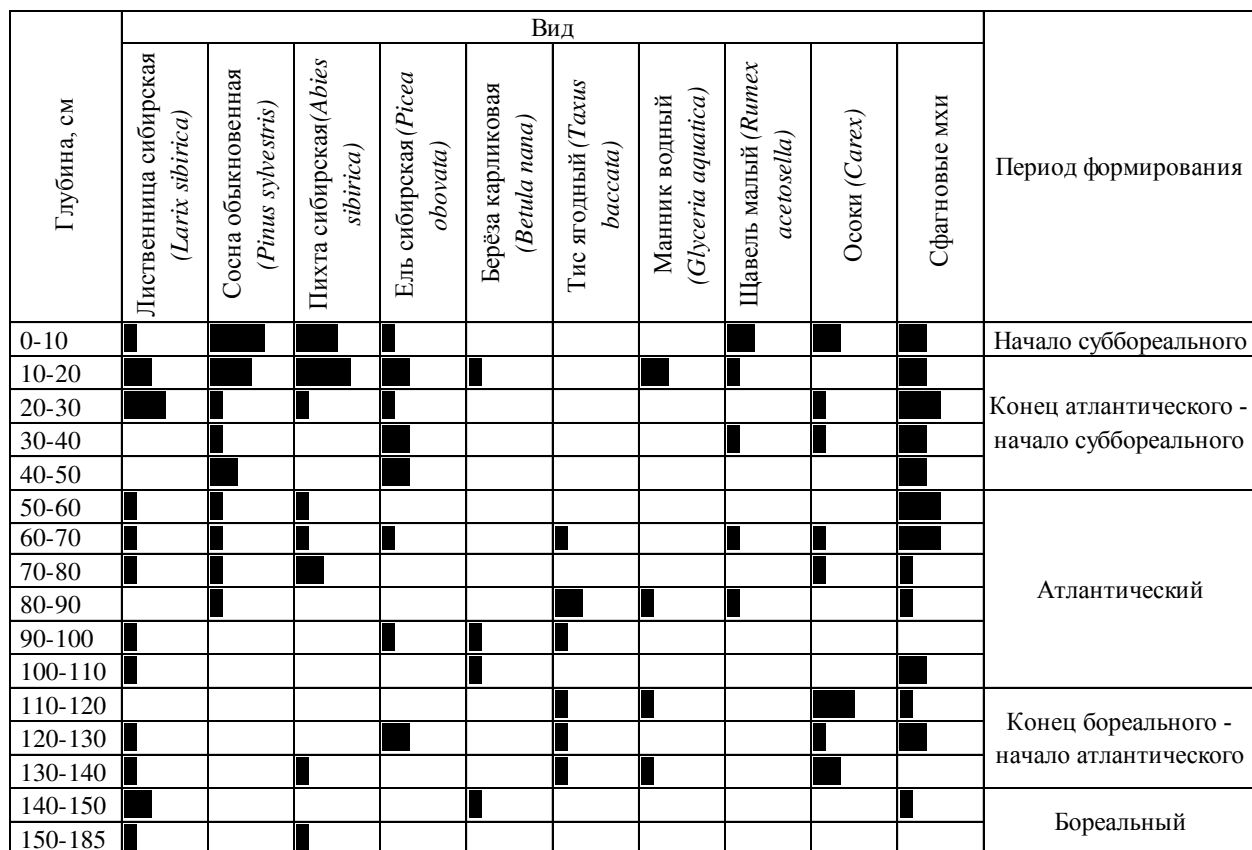 Вид
Глубина, см
Лиственница сибирская
(Larix sibirica)
Сосна обыкновенная
(Pinus sylvestris)
Пихта сибирская(Abies
sibirica)
Ель сибирская (Picea
obovata)
Берёза карликовая
(Betula nana)
Тис ягодный (Taxus
baccata)
Манник водный
(Glyceria aquatica)
Щавель малый (Rumex
acetosella)
Осоки (Carex)
Сфагновые мхи
Период формирования
0-10
Начало суббореального
10-20
20-30
30-40
40-50
Конец атлантического -
начало суббореального
50-60
60-70
70-80
80-90
90-100
100-110
Атлантический
110-120
120-130
130-140
Конец бореального -
начало атлантического
140-150
150-185
Бореальный